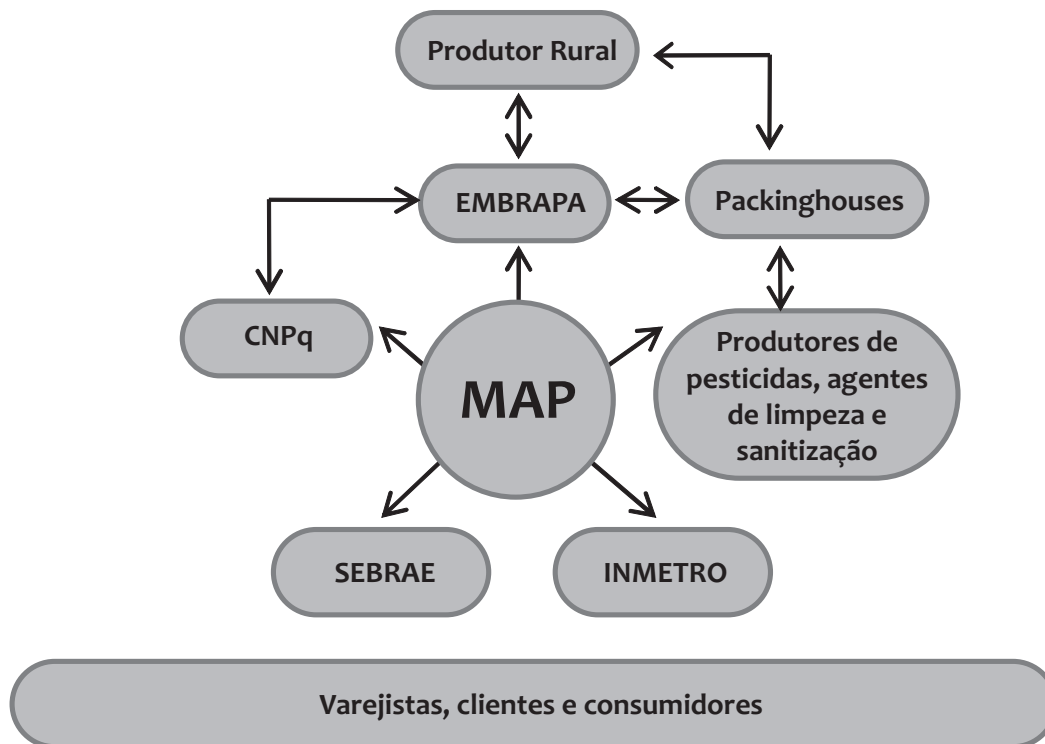 Produtor Rural
EMBRAPA
Packinghouses
CNPq
MAP
Produtores de
pesticidas, agentes
de limpeza e
sanitização
SEBRAE
INMETRO
Varejistas, clientes e consumidores